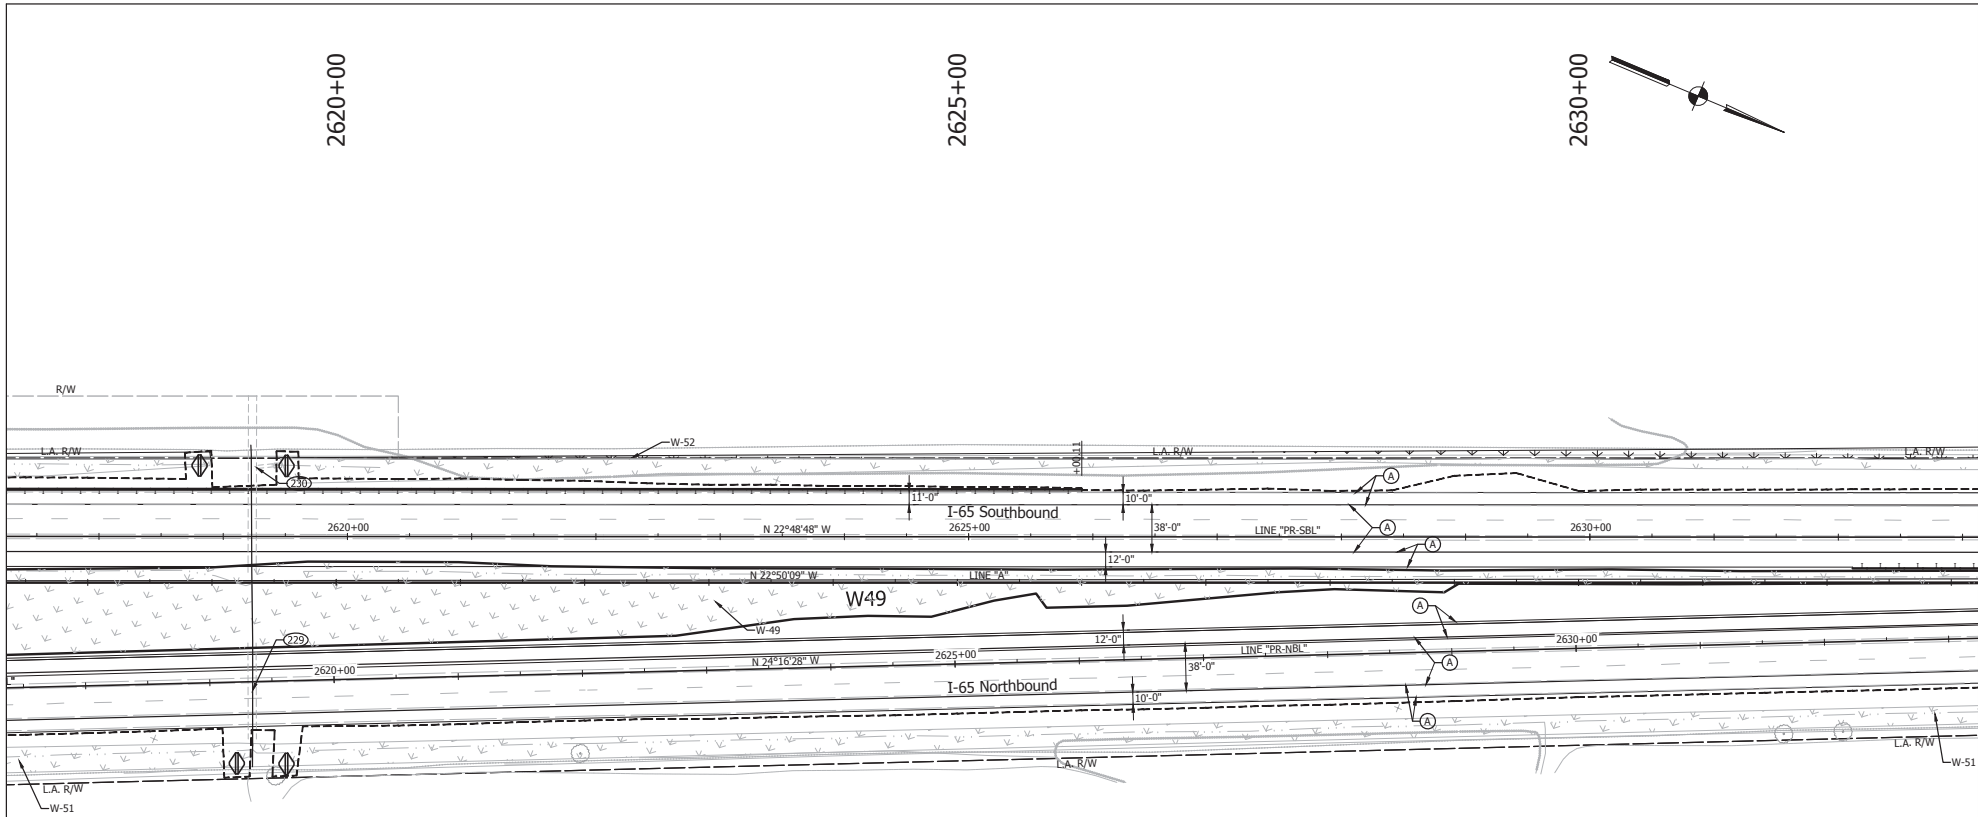 2620+00
2625+00
2630+00
R/W
W-52
L.A. R/W
+00.11
L.A. R/W
L.A. R/W
230
A
11'-0"
10'-0"
I-65 Southbound
2620+00
N 22°48'48" W
2625+00
38'-0"
LINE "PR-SBL"
A
2630+00
A
12'-0"
N 22°50'09" W
LINE "A"
W49
A
W-49
229
12'-0"
2630+00
2620+00
N 24°16'28" W
2625+00
38'-0"
LINE "PR-NBL"
A
I-65 Northbound
10'-0"
A
L.A. R/W
L.A. R/W
W-51
L.A. R/W
W-51